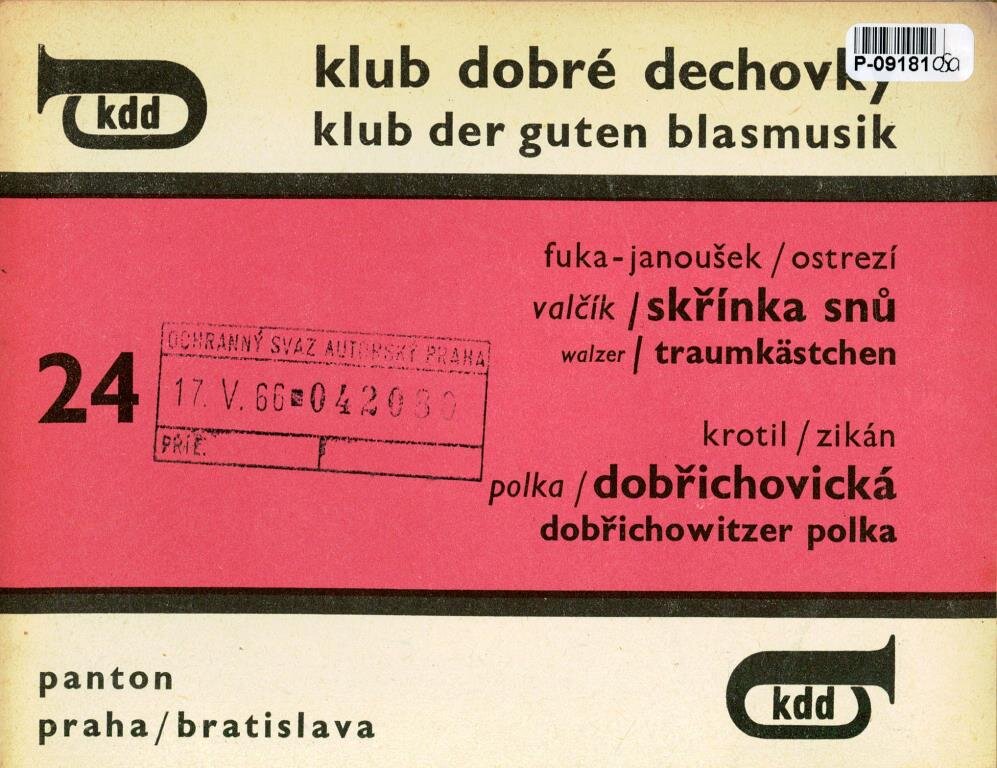 kdd
klub dobré dechovky
P-09181
klub der guten blasmusik
fuka-janoušek / ostrezí
valčík / skřínka snů
walzer / traumkästchen
24
OCHRANNÝ SVAZ AUTORSKÝ PRAHA
17. V. 66
PŘÍL.
krotil / zikán
polka / dobřichovická
dobřichowitzer polka
panton
praha/bratislava
kdd